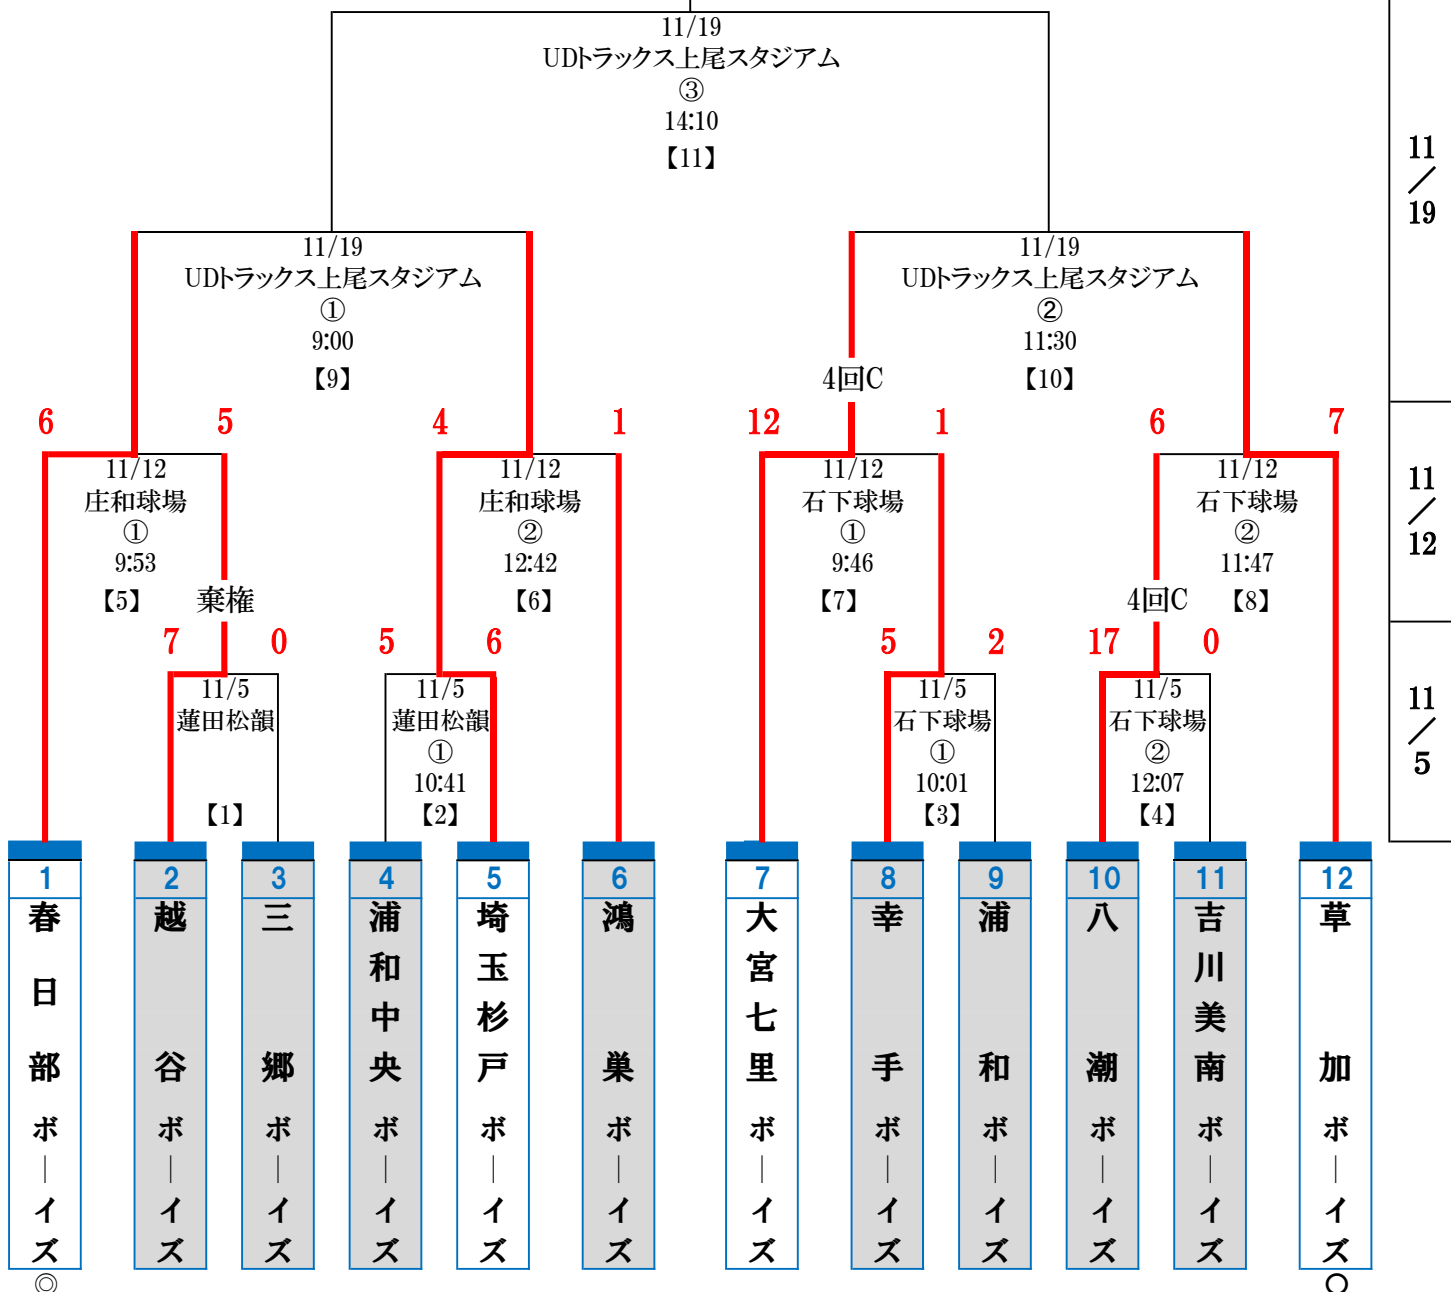 11/19
UDトラックス上尾スタジアム
③
14:10
【11】
11/19
11/19
UDトラックス上尾スタジアム
①
9:00
【9】
11/19
UDトラックス上尾スタジアム
②
11:30
【10】
4回C
6
5
4
1
12
1
6
7
11/12
庄和球場
①
9:53
【5】
棄権
11/12
庄和球場
②
12:42
【6】
11/12
石下球場
①
9:46
【7】
11/12
石下球場
②
11:47
【8】
4回C
11/12
7
0
5
6
5
2
17
0
11/5
蓮田松韻
【1】
11/5
蓮田松韻
①
10:41
【2】
11/5
石下球場
①
10:01
【3】
11/5
石下球場
②
12:07
【4】
11/5
1
春日部ボーイズ
◎
2
越谷ボーイズ
3
三郷ボーイズ
4
浦和中央ボーイズ
5
埼玉杉戸ボーイズ
6
鴻巣ボーイズ
7
大宮七里ボーイズ
8
幸手ボーイズ
9
浦和ボーイズ
10
八潮ボーイズ
11
吉川美南ボーイズ
12
草加ボーイズ
○